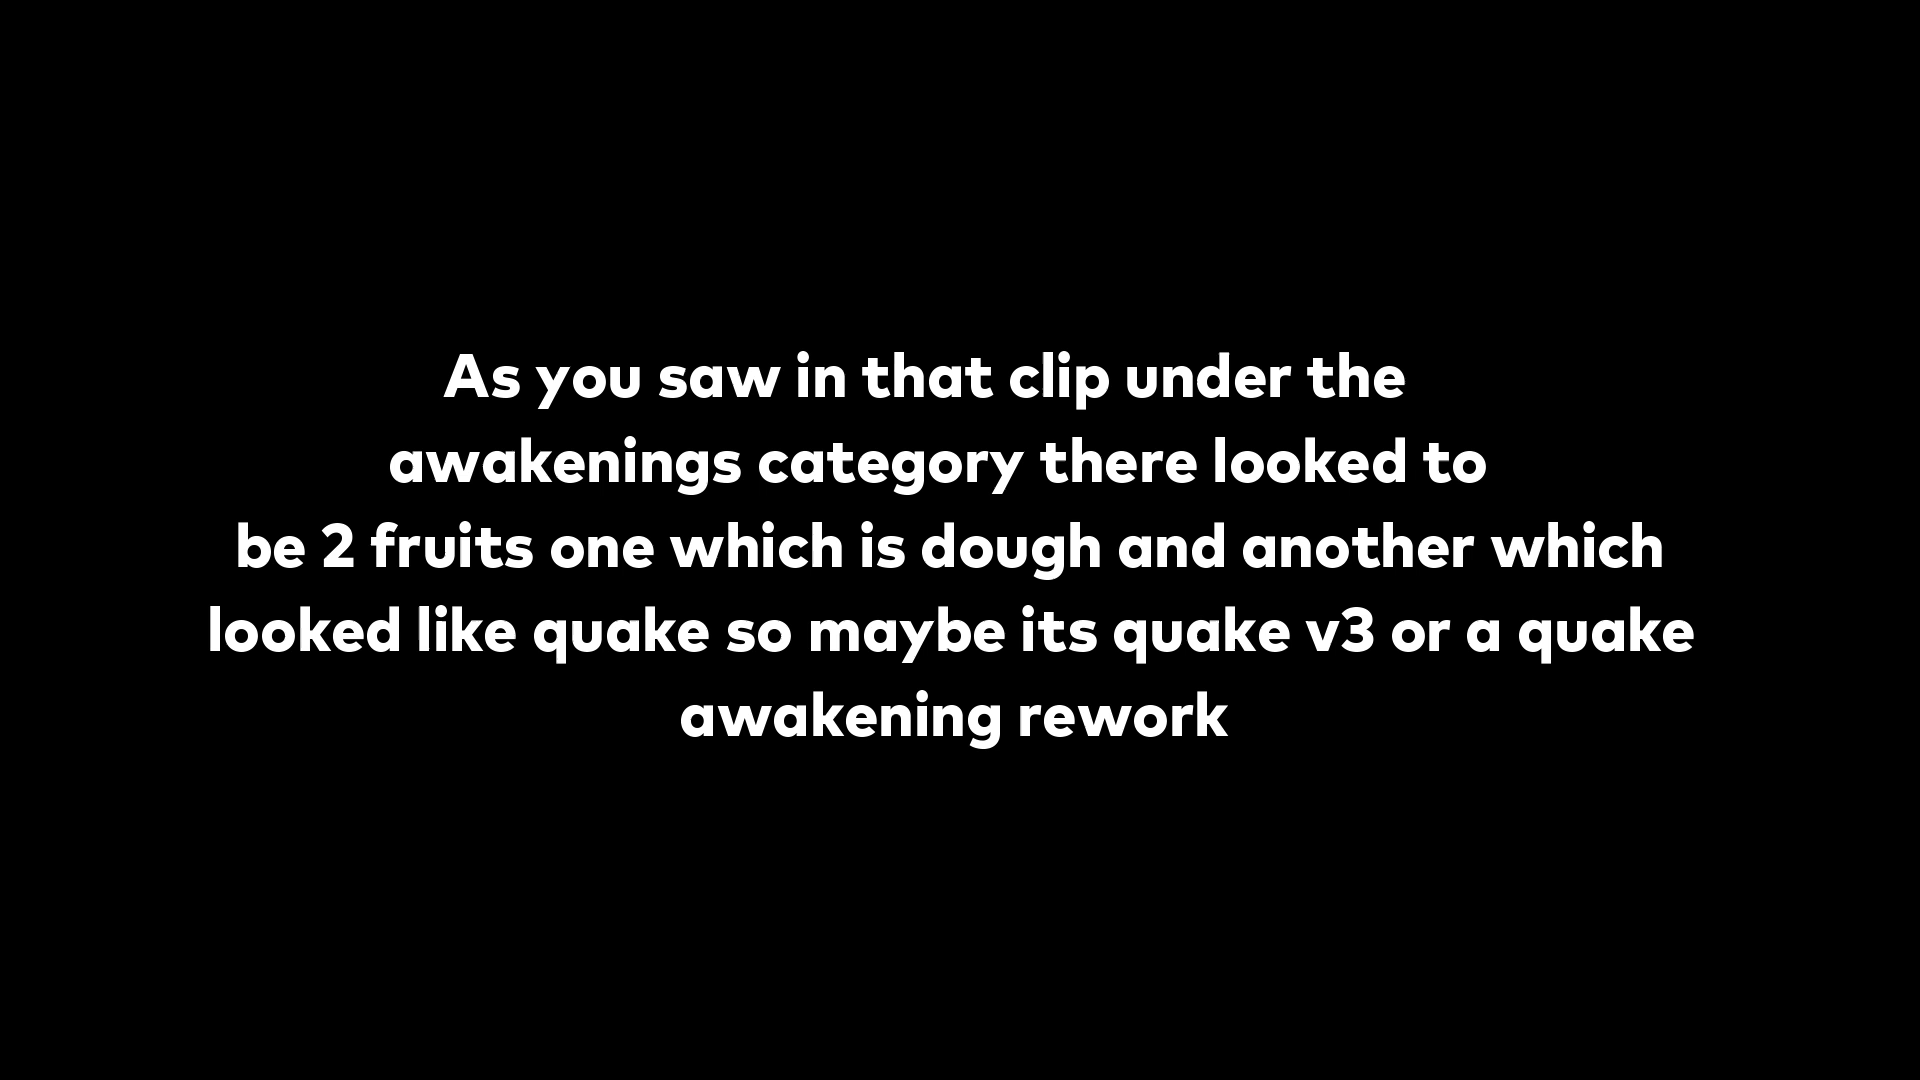 As you saw in that clip under the
awakenings category there looked to
be 2 fruits one which is dough and another which
looked like quake so maybe its quake v3 or a quake
awakening rework